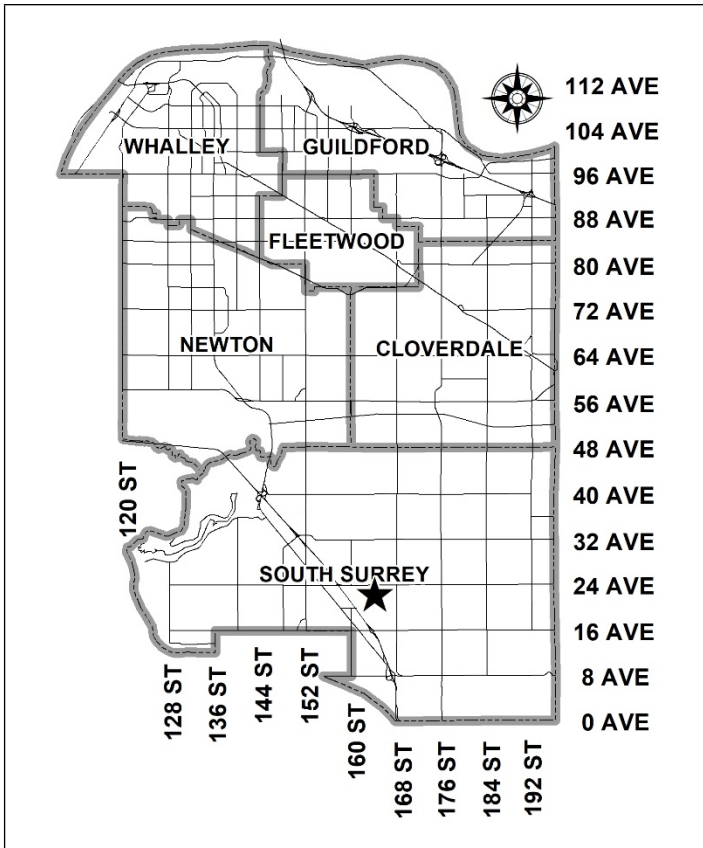 112 AVE
104 AVE
WHALLEY
GUILDFORD
96 AVE
88 AVE
FLEETWOOD
80 AVE
72 AVE
NEWTON
CLOVERDALE
64 AVE
56 AVE
48 AVE
120 ST
40 AVE
32 AVE
SOUTH SURREY
24 AVE
16 AVE
8 AVE
0 AVE
128 ST
136 ST
144 ST
152 ST
160 ST
168 ST
176 ST
184 ST
192 ST